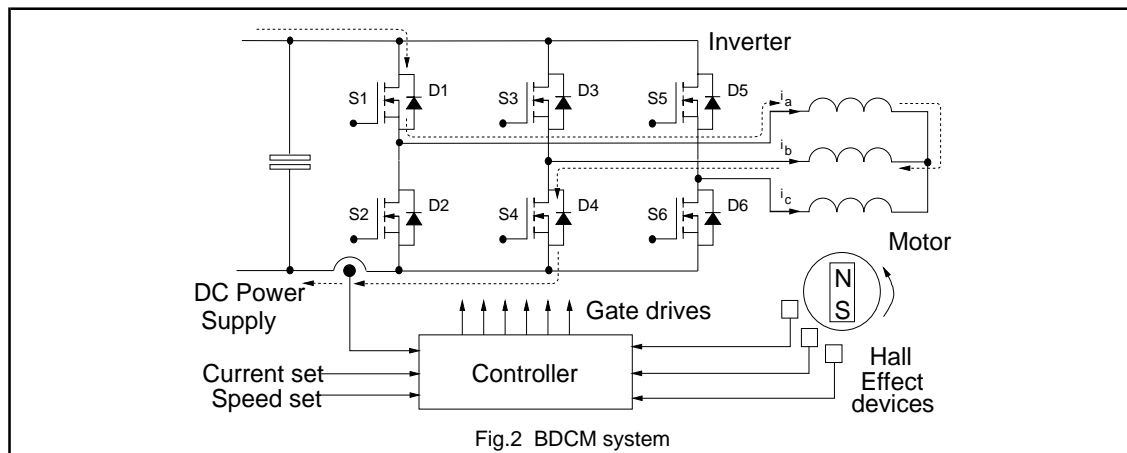 Inverter
S1
D1
S3
D3
S5
D5
i a
i b
i c
S2
D2
S4
D4
S6
D6
Motor
N
S
DC Power
Supply
Gate drives
Hall
Effect
devices
Controller
Current set
Speed set
Fig.2 BDCM system